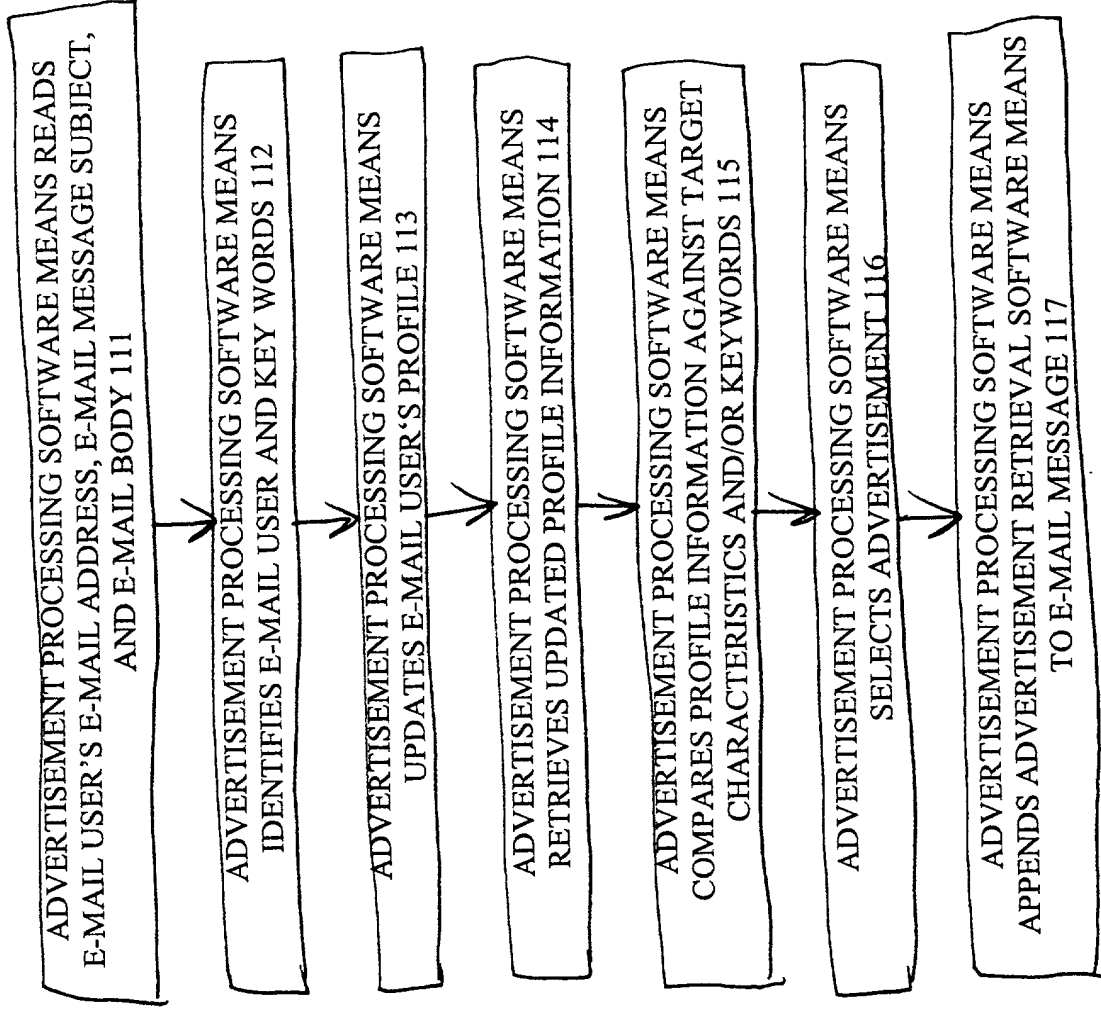 ADVERTISEMENT PROCESSING SOFTWARE MEANS READS
E-MAIL USER'S E-MAIL ADDRESS, E-MAIL MESSAGE SUBJECT,
AND E-MAIL BODY 111
ADVERTISEMENT PROCESSING SOFTWARE MEANS
IDENTIFIES E-MAIL USER AND KEY WORDS 112
ADVERTISEMENT PROCESSING SOFTWARE MEANS
UPDATES E-MAIL USER'S PROFILE 113
ADVERTISEMENT PROCESSING SOFTWARE MEANS
RETRIEVES UPDATED PROFILE INFORMATION 114
ADVERTISEMENT PROCESSING SOFTWARE MEANS
COMPARES PROFILE INFORMATION AGAINST TARGET
CHARACTERISTICS AND/OR KEYWORDS 115
ADVERTISEMENT PROCESSING SOFTWARE MEANS
SELECTS ADVERTISEMENT 116
ADVERTISEMENT PROCESSING SOFTWARE MEANS
APPENDS ADVERTISEMENT RETRIEVAL SOFTWARE MEANS
TO E-MAIL MESSAGE 117